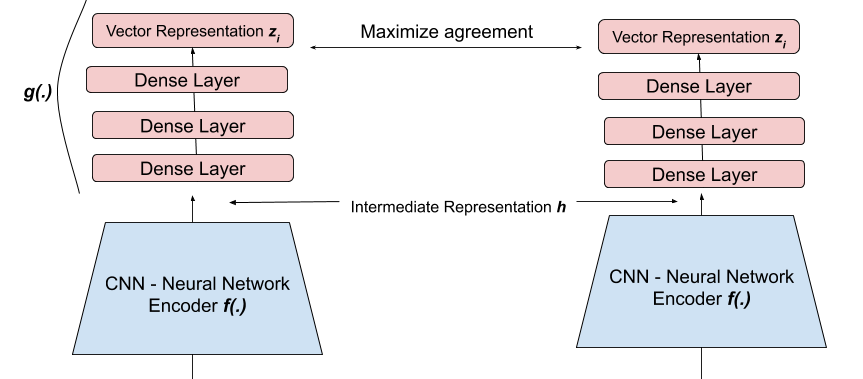 Vector Representation z_i
Maximize agreement
Vector Representation z_i
g(.)
Dense Layer
Dense Layer
Dense Layer
Dense Layer
Dense Layer
Dense Layer
Intermediate Representation h
CNN - Neural Network
Encoder f(.)
CNN - Neural Network
Encoder f(.)